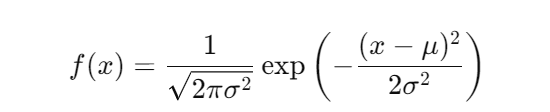 f(x) = \frac{1}{\sqrt{2\pi\sigma^2}} \exp\left(-\frac{(x-\mu)^2}{2\sigma^2}\right)